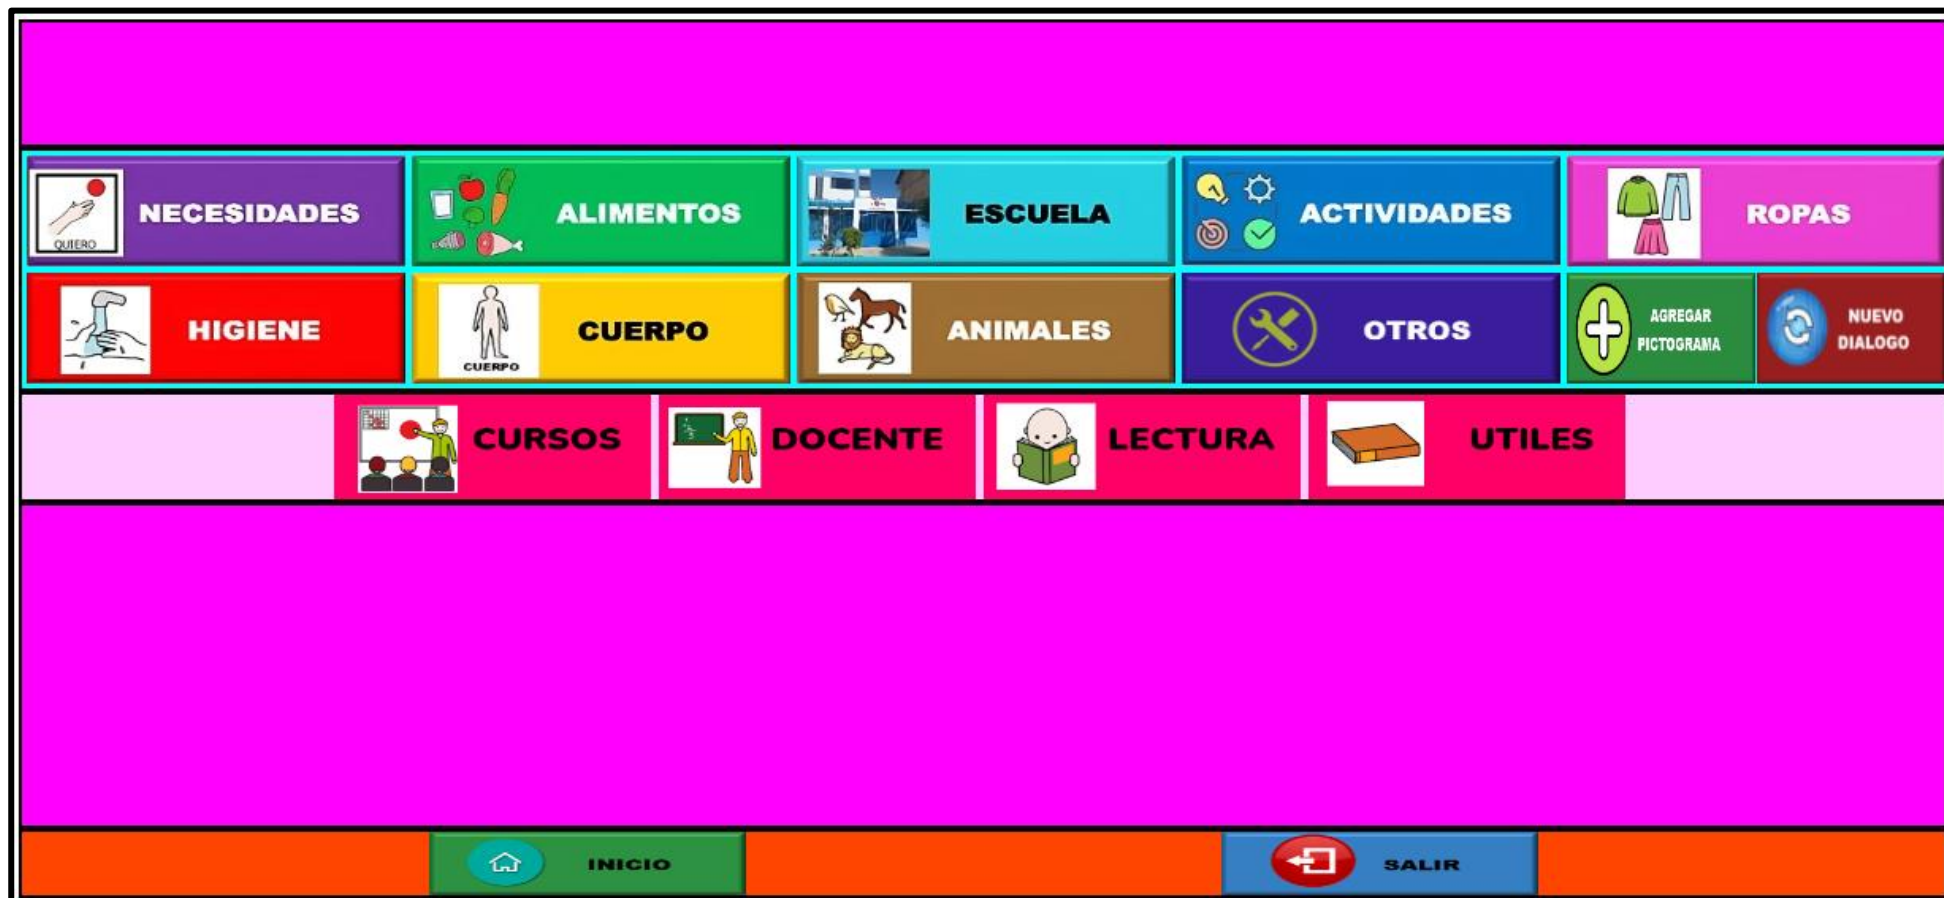 NECESIDADES
QUIERO
ALIMENTOS
ESCUELA
ACTIVIDADES
ROPAS
HIGIENE
CUERPO
CUERPO
ANIMALES
OTROS
AGREGAR
PICTOGRAMA
NUEVO
DIALOGO
CURSOS
DOCENTE
LECTURA
UTILES
INICIO
SALIR